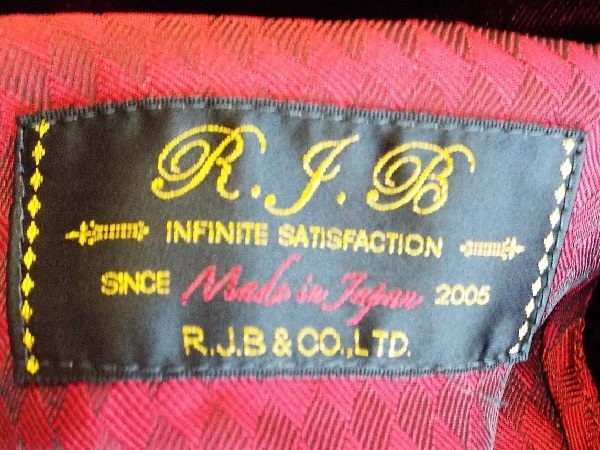 R.J.B
INFINITE SATISFACTION
SINCE Made in Japan 2005
R.J.B & CO.,LTD.